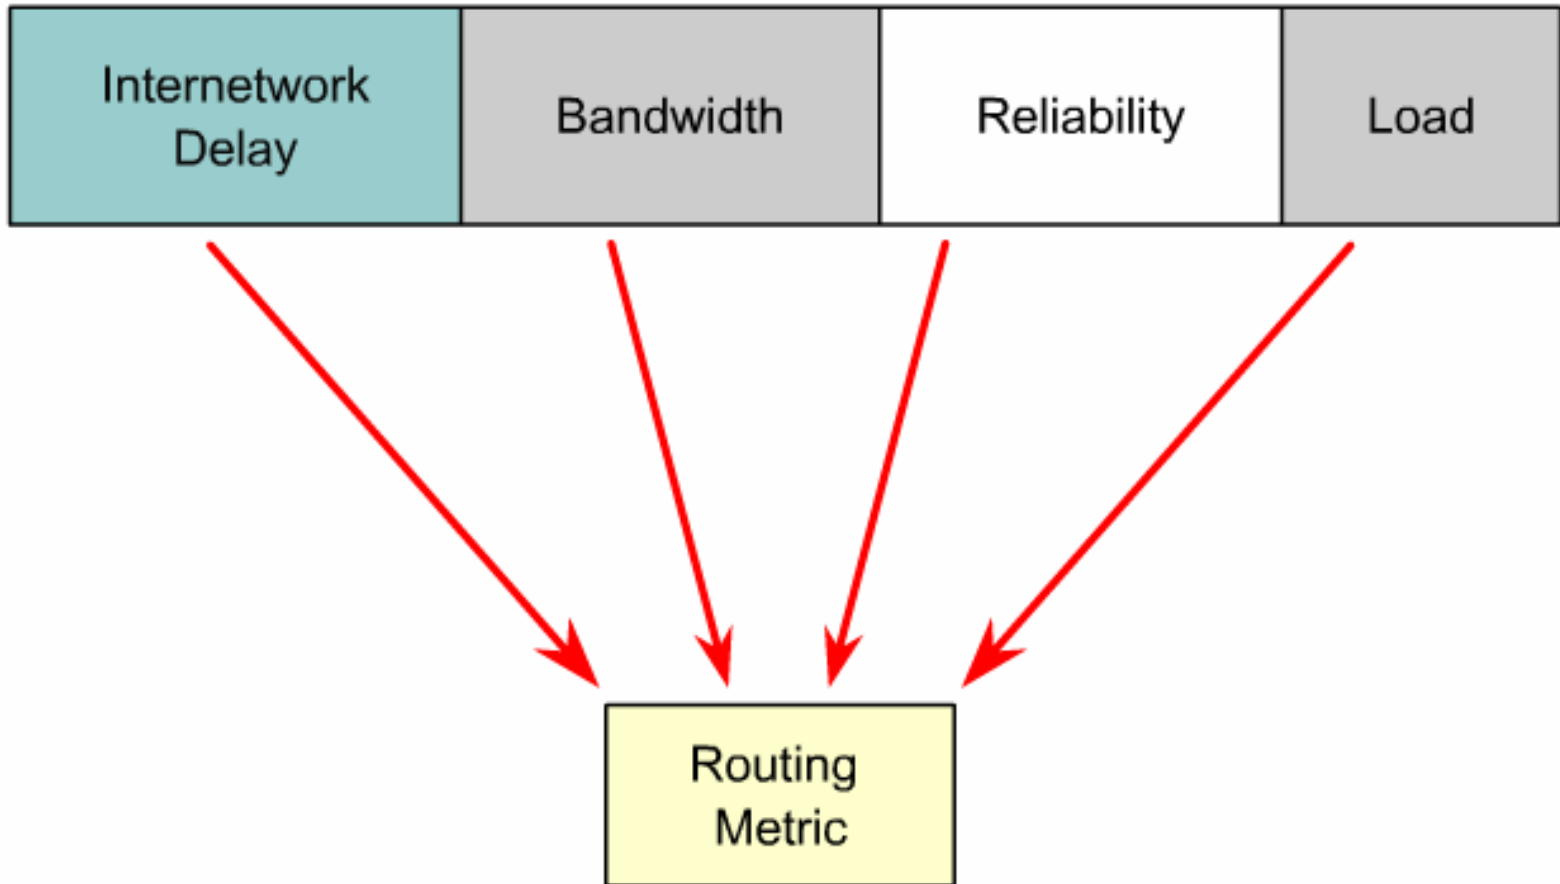 Internetwork
Delay
Bandwidth
Reliability
Load
Routing
Metric